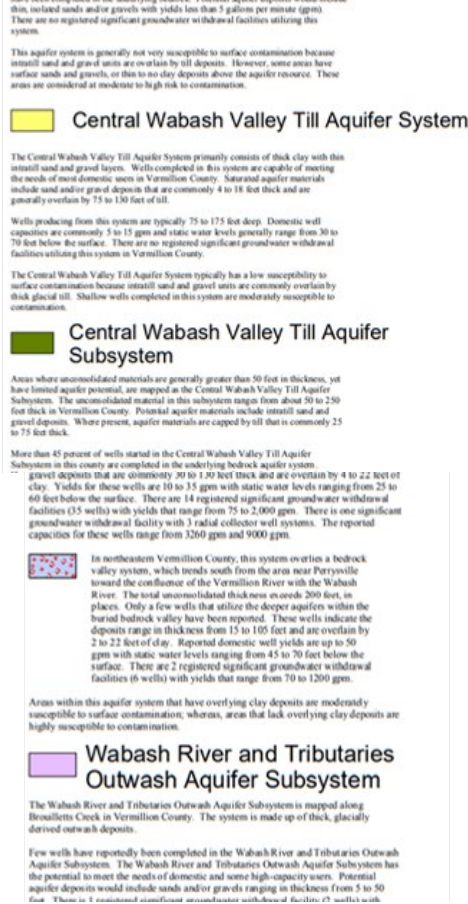 thin, isolated sands and/or gravels with yields less than 5 gallons per minute (gpm).
There are no registered significant groundwater withdrawal facilities utilizing this
system.
This aquifer system is generally not very susceptible to surface contamination because
intratill sand and gravel units are overlain by till deposits. However, some areas have
surface sands and gravels, or thin to no clay deposits above the aquifer resource. These
areas are considered at moderate to high risk to contamination.
Central Wabash Valley Till Aquifer System
The Central Wabash Valley Till Aquifer System primarily consists of thick clay with thin
intratill sand and gravel layers. Wells completed in this system are capable of meeting
the needs of most domestic users in Vermillion County. Saturated aquifer materials
include sand and/or gravel deposits that are commonly 4 to 18 feet thick and are
generally overlain by 75 to 130 feet of till.
Wells producing from this system are typically 75 to 175 feet deep. Domestic well
capacities are commonly 5 to 15 gpm and static water levels generally range from 30 to
70 feet below the surface. There are no registered significant groundwater withdrawal
facilities utilizing this system in Vermillion County.
The Central Wabash Valley Till Aquifer System typically has a low susceptibility to
surface contamination because intratill sand and gravel units are commonly overlain by
thick glacial till. Shallow wells completed in this system are moderately susceptible to
contamination.
Central Wabash Valley Till Aquifer
Subsystem
Areas where unconsolidated materials are generally greater than 50 feet in thickness, yet
have limited aquifer potential, are mapped as the Central Wabash Valley Till Aquifer
Subsystem. The unconsolidated material in this subsystem ranges from about 50 to 250
feet thick in Vermillion County. Potential aquifer materials include intratill sand and
gravel deposits. Where present, aquifer materials are capped by till that is commonly 25
to 75 feet thick.
More than 45 percent of wells started in the Central Wabash Valley Till Aquifer
Subsystem in this county are completed in the underlying bedrock aquifer system.
gravel deposits that are commonly 30 to 130 feet thick and are overlain by 4 to 22 feet of
clay. Yields for these wells are 10 to 35 gpm with static water levels ranging from 25 to
60 feet below the surface. There are 14 registered significant groundwater withdrawal
facilities (35 wells) with yields that range from 75 to 2,000 gpm. There is one significant
groundwater withdrawal facility with 3 radial collector well systems. The reported
capacities for these wells range from 3260 gpm and 9000 gpm.
In northeastern Vermillion County, this system overlies a bedrock
valley system, which trends south from the area near Perrysville
toward the confluence of the Vermillion River with the Wabash
River. The total unconsolidated thickness exceeds 200 feet, in
places. Only a few wells that utilize the deeper aquifers within the
buried bedrock valley have been reported. These wells indicate the
deposits range in thickness from 15 to 105 feet and are overlain by
2 to 22 feet of clay. Reported domestic well yields are up to 50
gpm with static water levels ranging from 45 to 70 feet below the
surface. There are 2 registered significant groundwater withdrawal
facilities (6 wells) with yields that range from 70 to 1200 gpm.
Areas within this aquifer system that have overlying clay deposits are moderately
susceptible to surface contamination; whereas, areas that lack overlying clay deposits are
highly susceptible to contamination.
Wabash River and Tributaries
Outwash Aquifer Subsystem
The Wabash River and Tributaries Outwash Aquifer Subsystem is mapped along
Brouilletts Creek in Vermillion County. The system is made up of thick, glacially
derived outwash deposits.
Few wells have reportedly been completed in the Wabash River and Tributaries Outwash
Aquifer Subsystem. The Wabash River and Tributaries Outwash Aquifer Subsystem has
the potential to meet the needs of domestic and some high-capacity users. Potential
aquifer deposits would include sands and/or gravels ranging in thickness from 5 to 50
feet. There is 1 registered significant groundwater withdrawal facility (2 wells) with